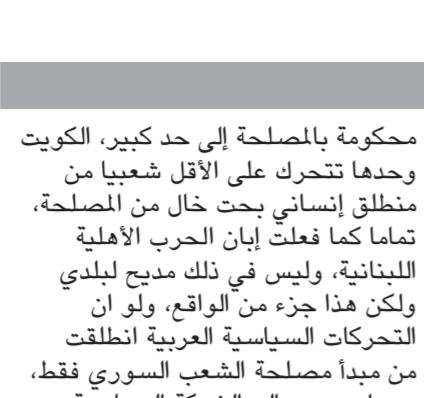 محكومة بالمصلحة إلى حد كبير، الكويت
وحدها تتحرك على الأقل شعبيا من
منطلق إنساني بحت خال من المصلحة،
تماما كما فعلت إبان الحرب الأهلية
اللبنانية، وليس في ذلك مديح لبلدي
ولكن هذا جزء من الواقع، ولو ان
التحركات السياسية العربية انطلقت
من مبدأ مصلحة الشعب السوري فقط،